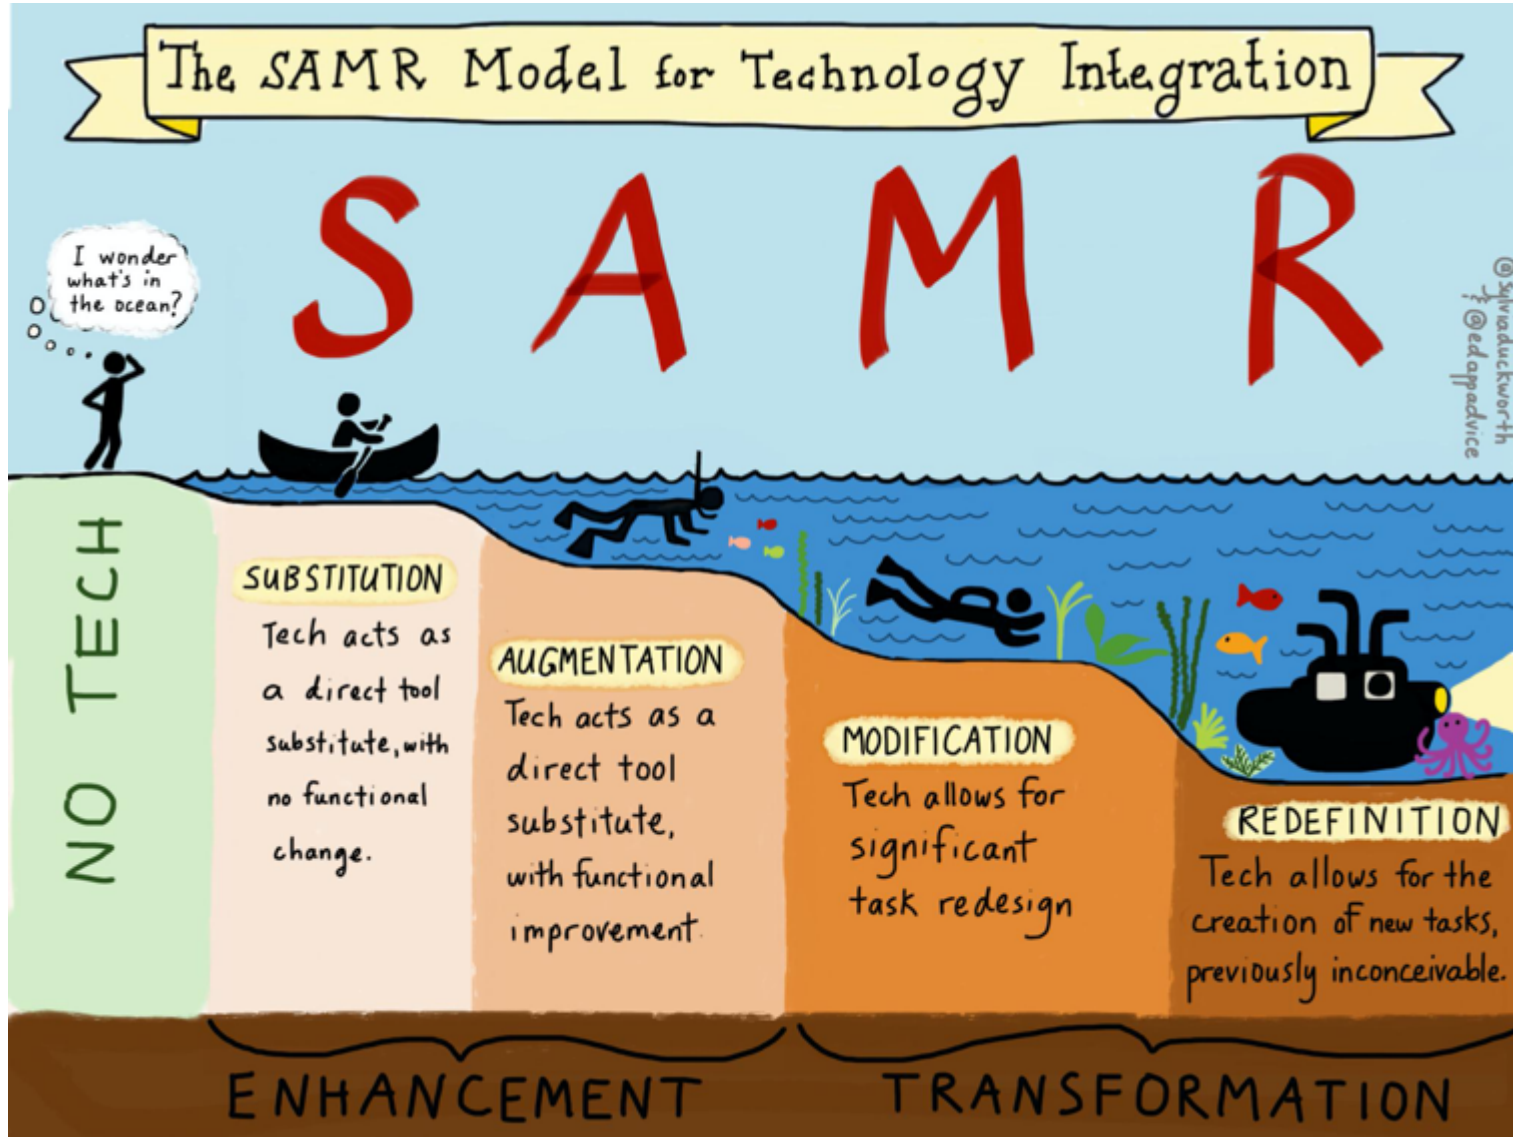 The SAMR Model for Technology Integration
S A M R
I wonder
what's in
the ocean?
@sylviaduckworth
& @edappadvice
NO TECH
SUBSTITUTION
Tech acts as
a direct tool
substitute, with
no functional
change.
AUGMENTATION
Tech acts as a
direct tool
substitute,
with functional
improvement.
MODIFICATION
Tech allows for
significant
task redesign
REDEFINITION
Tech allows for the
creation of new tasks,
previously inconceivable.
ENHANCEMENT
TRANSFORMATION